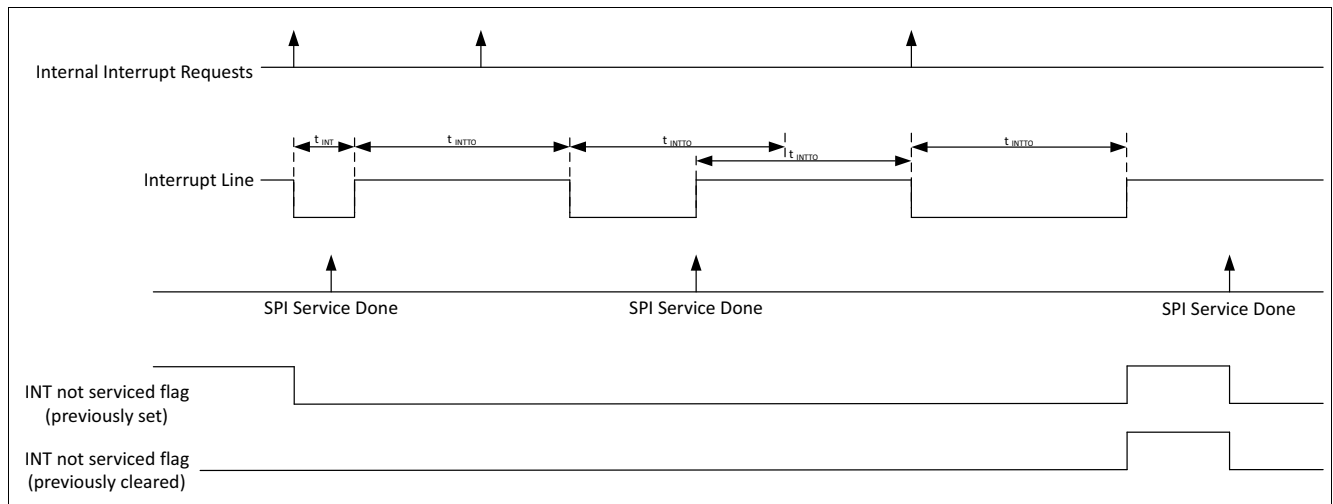 Internal Interrupt Requests
t INT
t INTTO
t INTTO
t INTTO
t INTTO
Interrupt Line
SPI Service Done
SPI Service Done
SPI Service Done
INT not serviced flag
(previously set)
INT not serviced flag
(previously cleared)